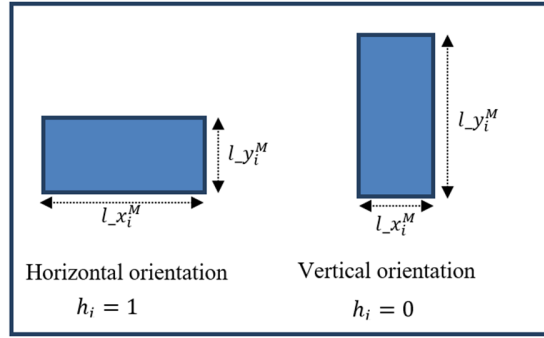 l_y_i^M
l_x_i^M
Horizontal orientation
h_i = 1
l_y_i^M
l_x_i^M
Vertical orientation
h_i = 0